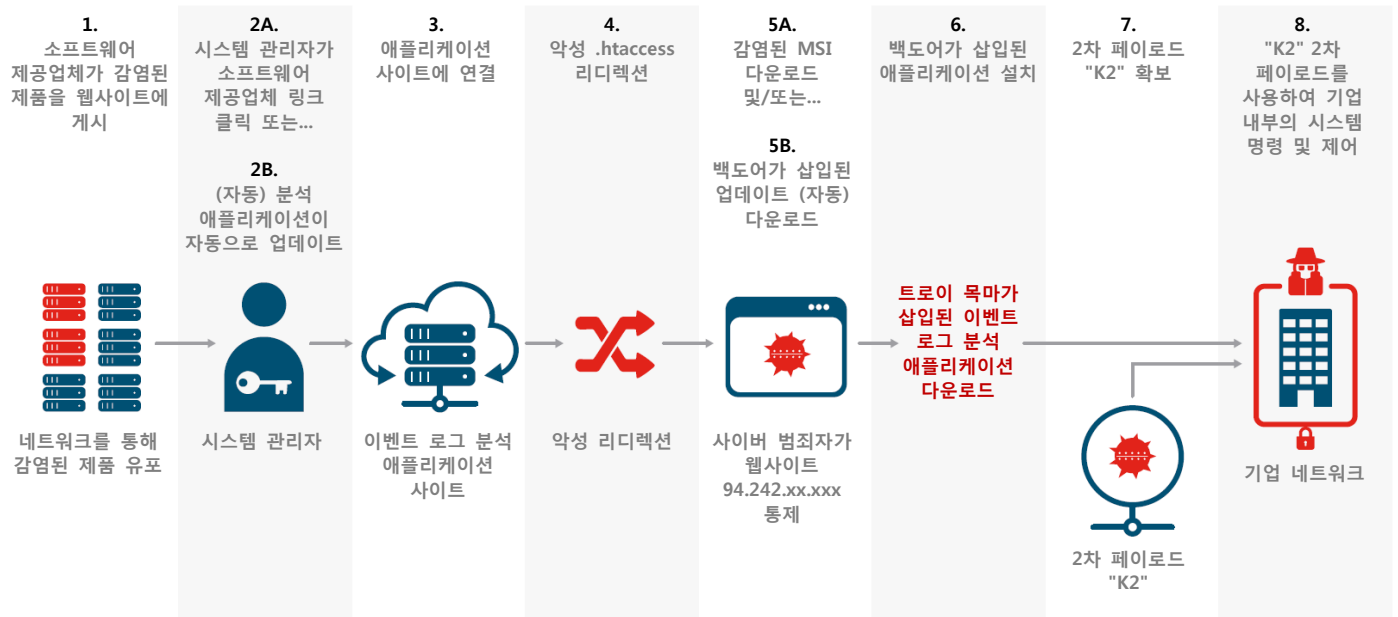 1.
소프트웨어
제공업체가 감염된
제품을 웹사이트에
게시
2A.
시스템 관리자가
소프트웨어
제공업체 링크
클릭 또는...
2B.
(자동) 분석
애플리케이션이
자동으로 업데이트
3.
애플리케이션
사이트에 연결
4.
악성 .htaccess
리디렉션
5A.
감염된 MSI
다운로드
및/또는...
5B.
백도어가 삽입된
업데이트 (자동)
다운로드
6.
백도어가 삽입된
애플리케이션 설치
7.
2차 페이로드
"K2" 확보
8.
"K2" 2차
페이로드를
사용하여 기업
내부의 시스템
명령 및 제어
네트워크를 통해
감염된 제품 유포
시스템 관리자
이벤트 로그 분석
애플리케이션
사이트
악성 리디렉션
사이버 범죄자가
웹사이트
94.242.xx.xxx
통제
트로이 목마가
삽입된 이벤트
로그 분석
애플리케이션
다운로드
2차 페이로드
"K2"
기업 네트워크